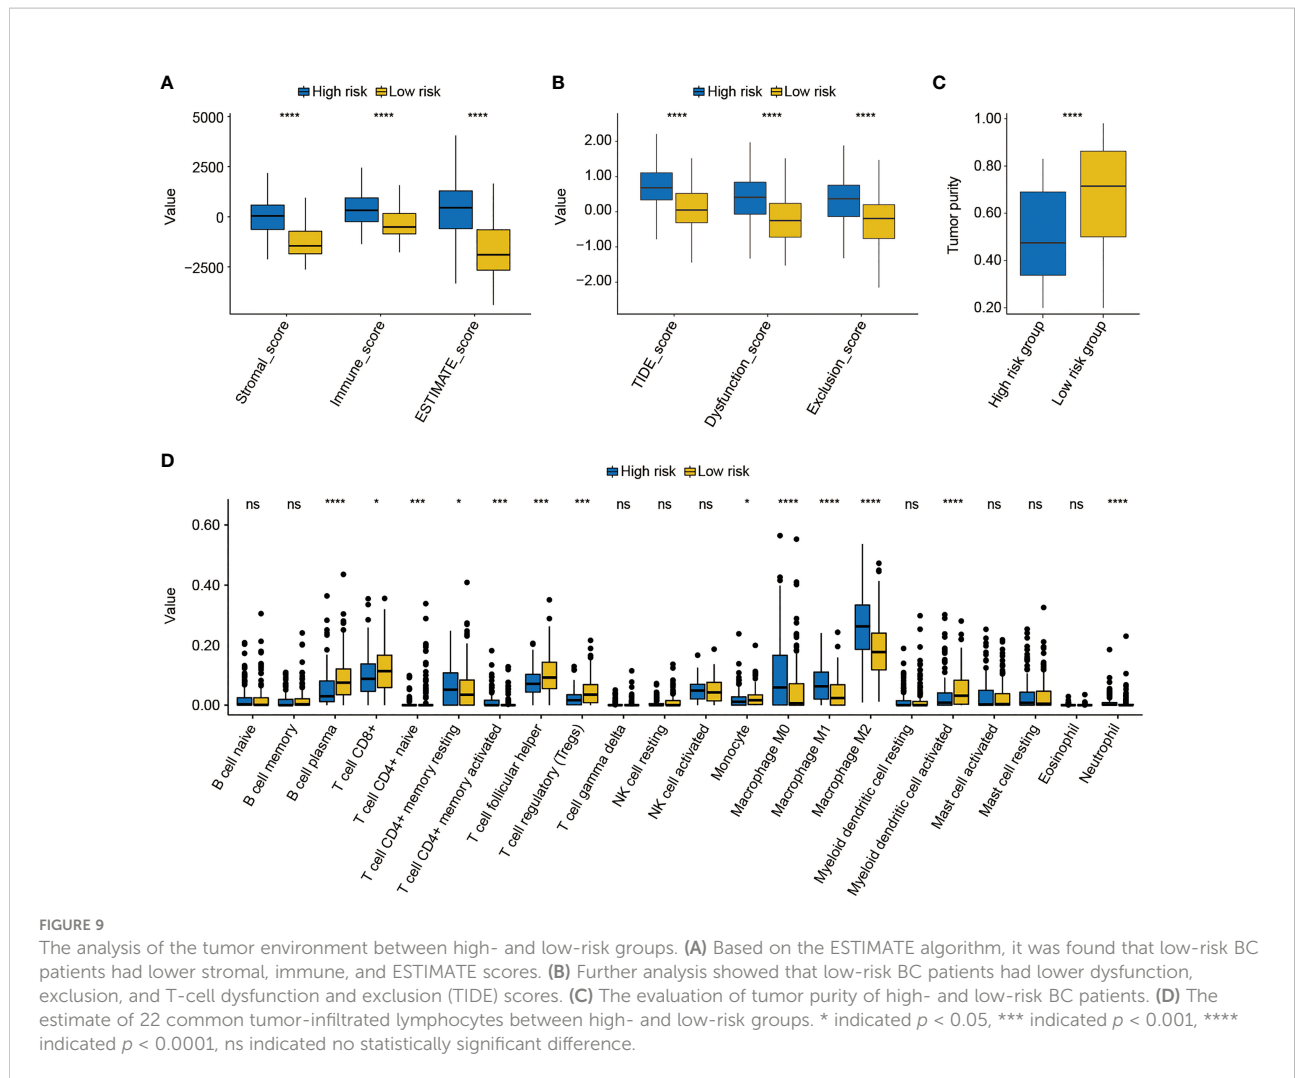 A
High risk Low risk
**** **** ****
5000
2500
0
−2500
Value
Stromal_score
Immune_score
ESTIMATE_score
B
High risk Low risk
**** **** ****
2.00
1.00
0.00
−1.00
−2.00
Value
TIDE_score
Dysfunction_score
Exclusion_score
C
****
1.00
0.80
0.60
0.40
0.20
Tumor purity
High risk group
Low risk group
D
High risk Low risk
ns ns **** * *** * *** *** *** ns ns ns * **** **** **** ns **** ns ns ns ****
0.60
0.40
0.20
0.00
Value
B cell naive
B cell memory
B cell plasma
T cell CD8+
T cell CD4+ naive
T cell CD4+ memory resting
T cell CD4+ memory activated
T cell follicular helper
T cell regulatory (Tregs)
T cell gamma delta
NK cell resting
NK cell activated
Monocyte
Macrophage M0
Macrophage M1
Macrophage M2
Myeloid dendritic cell resting
Myeloid dendritic cell activated
Mast cell activated
Mast cell resting
Eosinophil
Neutrophil
FIGURE 9
The analysis of the tumor environment between high- and low-risk groups. (A) Based on the ESTIMATE algorithm, it was found that low-risk BC
patients had lower stromal, immune, and ESTIMATE scores. (B) Further analysis showed that low-risk BC patients had lower dysfunction,
exclusion, and T-cell dysfunction and exclusion (TIDE) scores. (C) The evaluation of tumor purity of high- and low-risk BC patients. (D) The
estimate of 22 common tumor-infiltrated lymphocytes between high- and low-risk groups. * indicated p < 0.05, *** indicated p < 0.001, ****
indicated p < 0.0001, ns indicated no statistically significant difference.